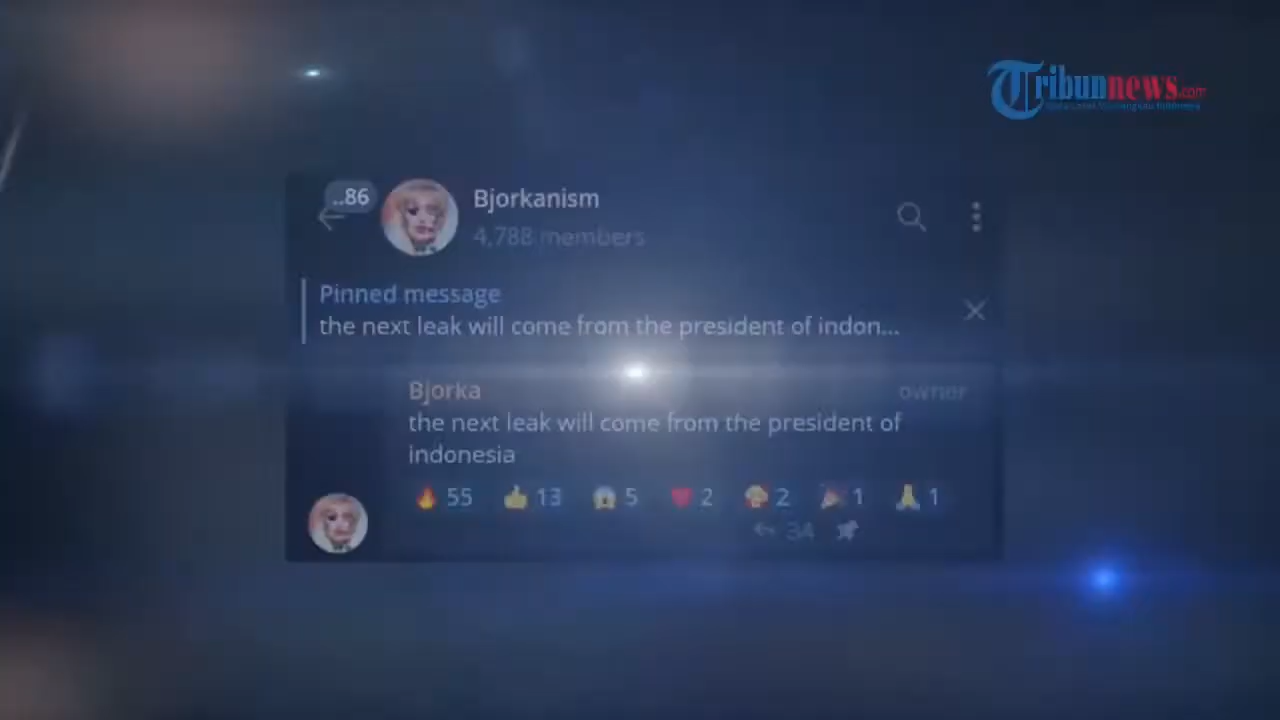 Tribunnews.com
..86
Bjorkanism
4,788 members
Pinned message
the next leak will come from the president of indon...
Bjorka
owner
the next leak will come from the president of
indonesia
55 13 5 2 2 1 1
34